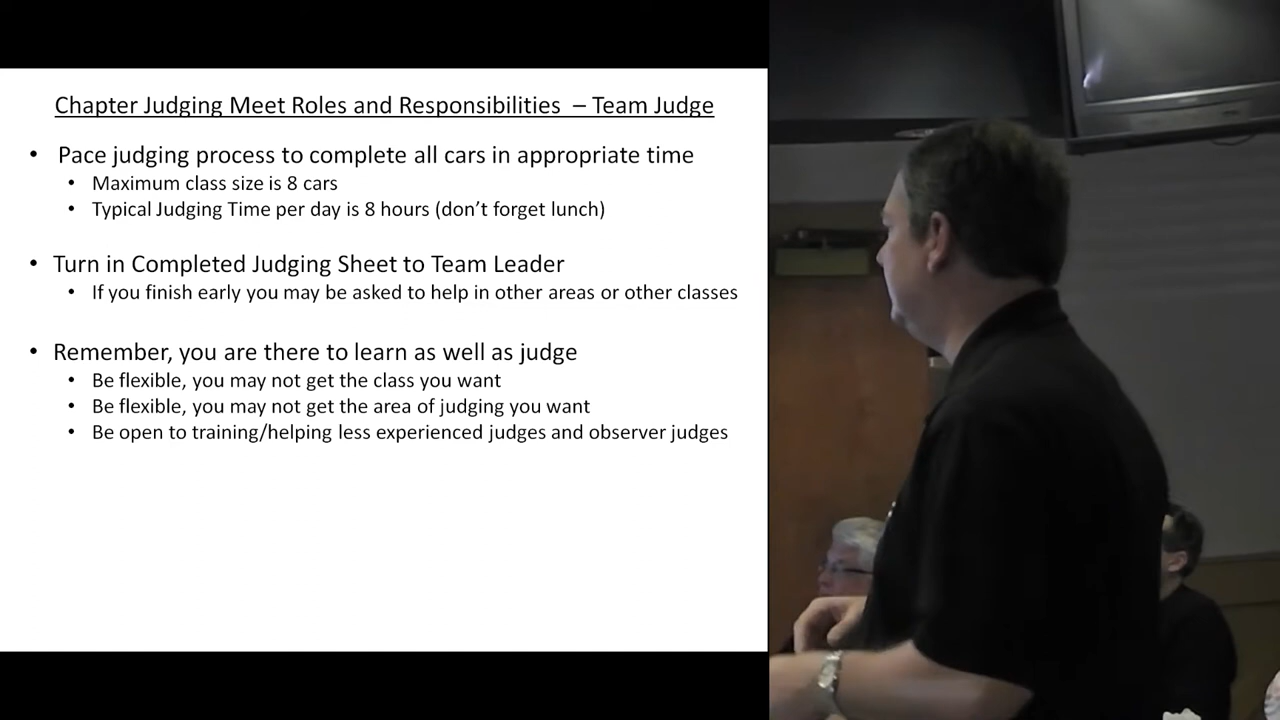 Chapter Judging Meet Roles and Responsibilities – Team Judge
• Pace judging process to complete all cars in appropriate time
• Maximum class size is 8 cars
• Typical Judging Time per day is 8 hours (don’t forget lunch)
• Turn in Completed Judging Sheet to Team Leader
• If you finish early you may be asked to help in other areas or other classes
• Remember, you are there to learn as well as judge
• Be flexible, you may not get the class you want
• Be flexible, you may not get the area of judging you want
• Be open to training/helping less experienced judges and observer judges